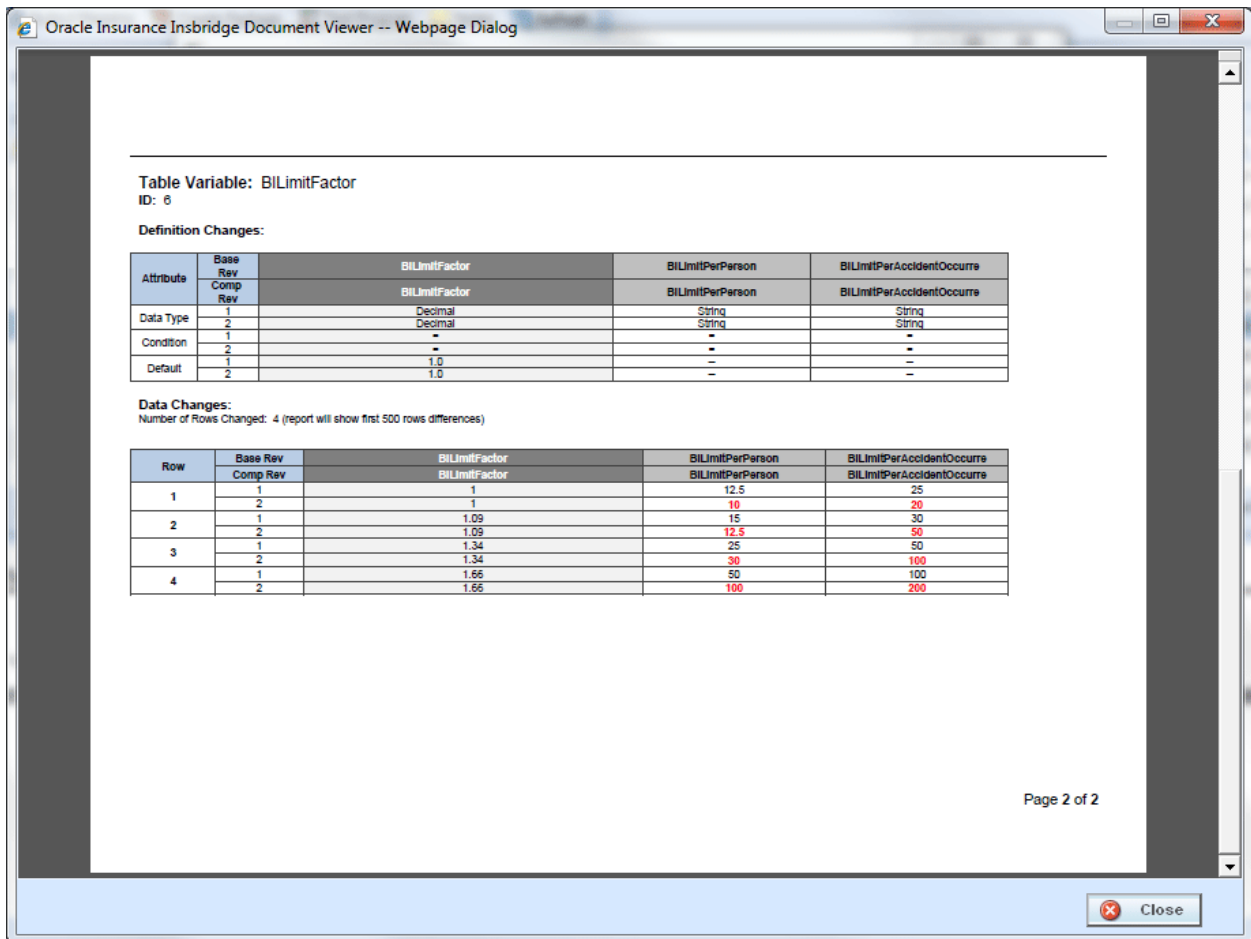 Oracle Insurance Insbridge Document Viewer -- Webpage Dialog
Table Variable: BILimitFactor
ID: 6
Definition Changes:
Attribute Base Rev BILimitFactor BILimitPerPerson BILimitPerAccidentOccurre
Comp Rev BILimitFactor BILimitPerPerson BILimitPerAccidentOccurre
Data Type 1 Decimal String String
2 Decimal String String
Condition 1 - - -
2 - - -
Default 1 1.0 – –
2 1.0 – –
Data Changes:
Number of Rows Changed: 4 (report will show first 500 rows differences)
Row Base Rev BILimitFactor BILimitPerPerson BILimitPerAccidentOccurre
Comp Rev BILimitFactor BILimitPerPerson BILimitPerAccidentOccurre
1 1 1 12.5 25
2 1 10 20
2 1 1.09 15 30
2 1.09 12.5 50
3 1 1.34 25 50
2 1.34 30 100
4 1 1.66 50 100
2 1.66 100 200
Page 2 of 2
Close